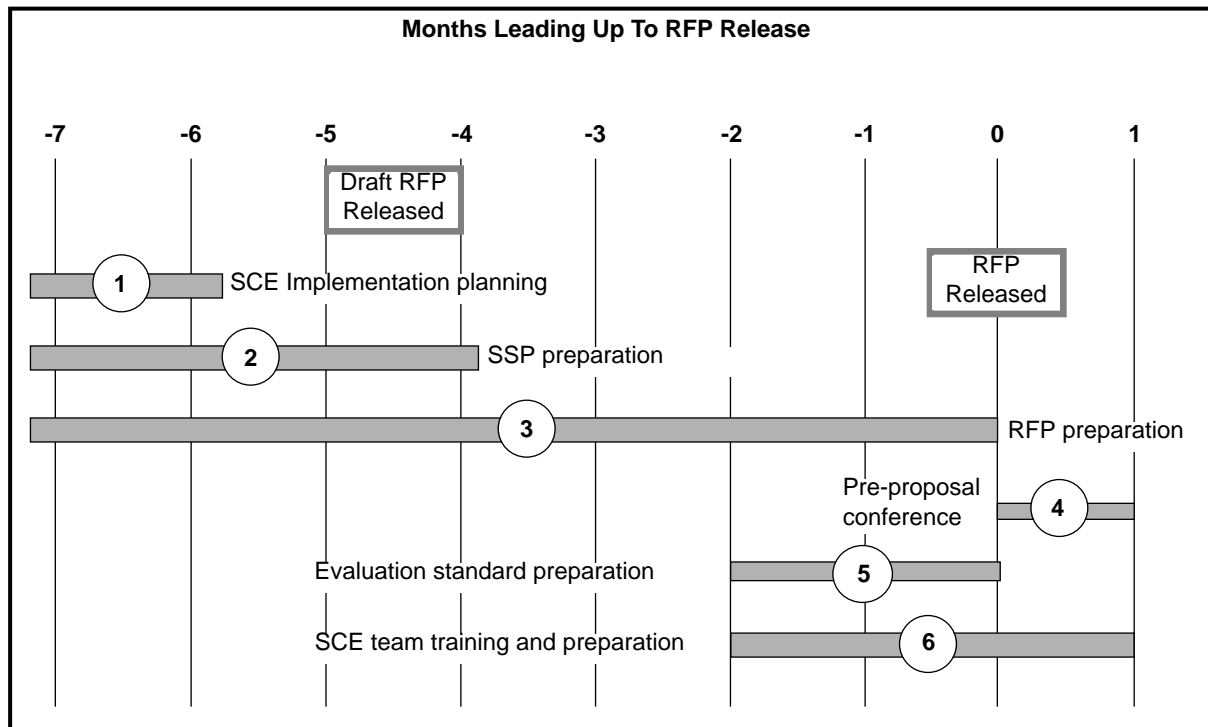 Months Leading Up To RFP Release
-7 -6 -5 -4 -3 -2 -1 0 1
Draft RFP
Released
RFP
Released
1 SCE Implementation planning
2 SSP preparation
3 RFP preparation
Pre-proposal
conference 4
Evaluation standard preparation 5
SCE team training and preparation 6